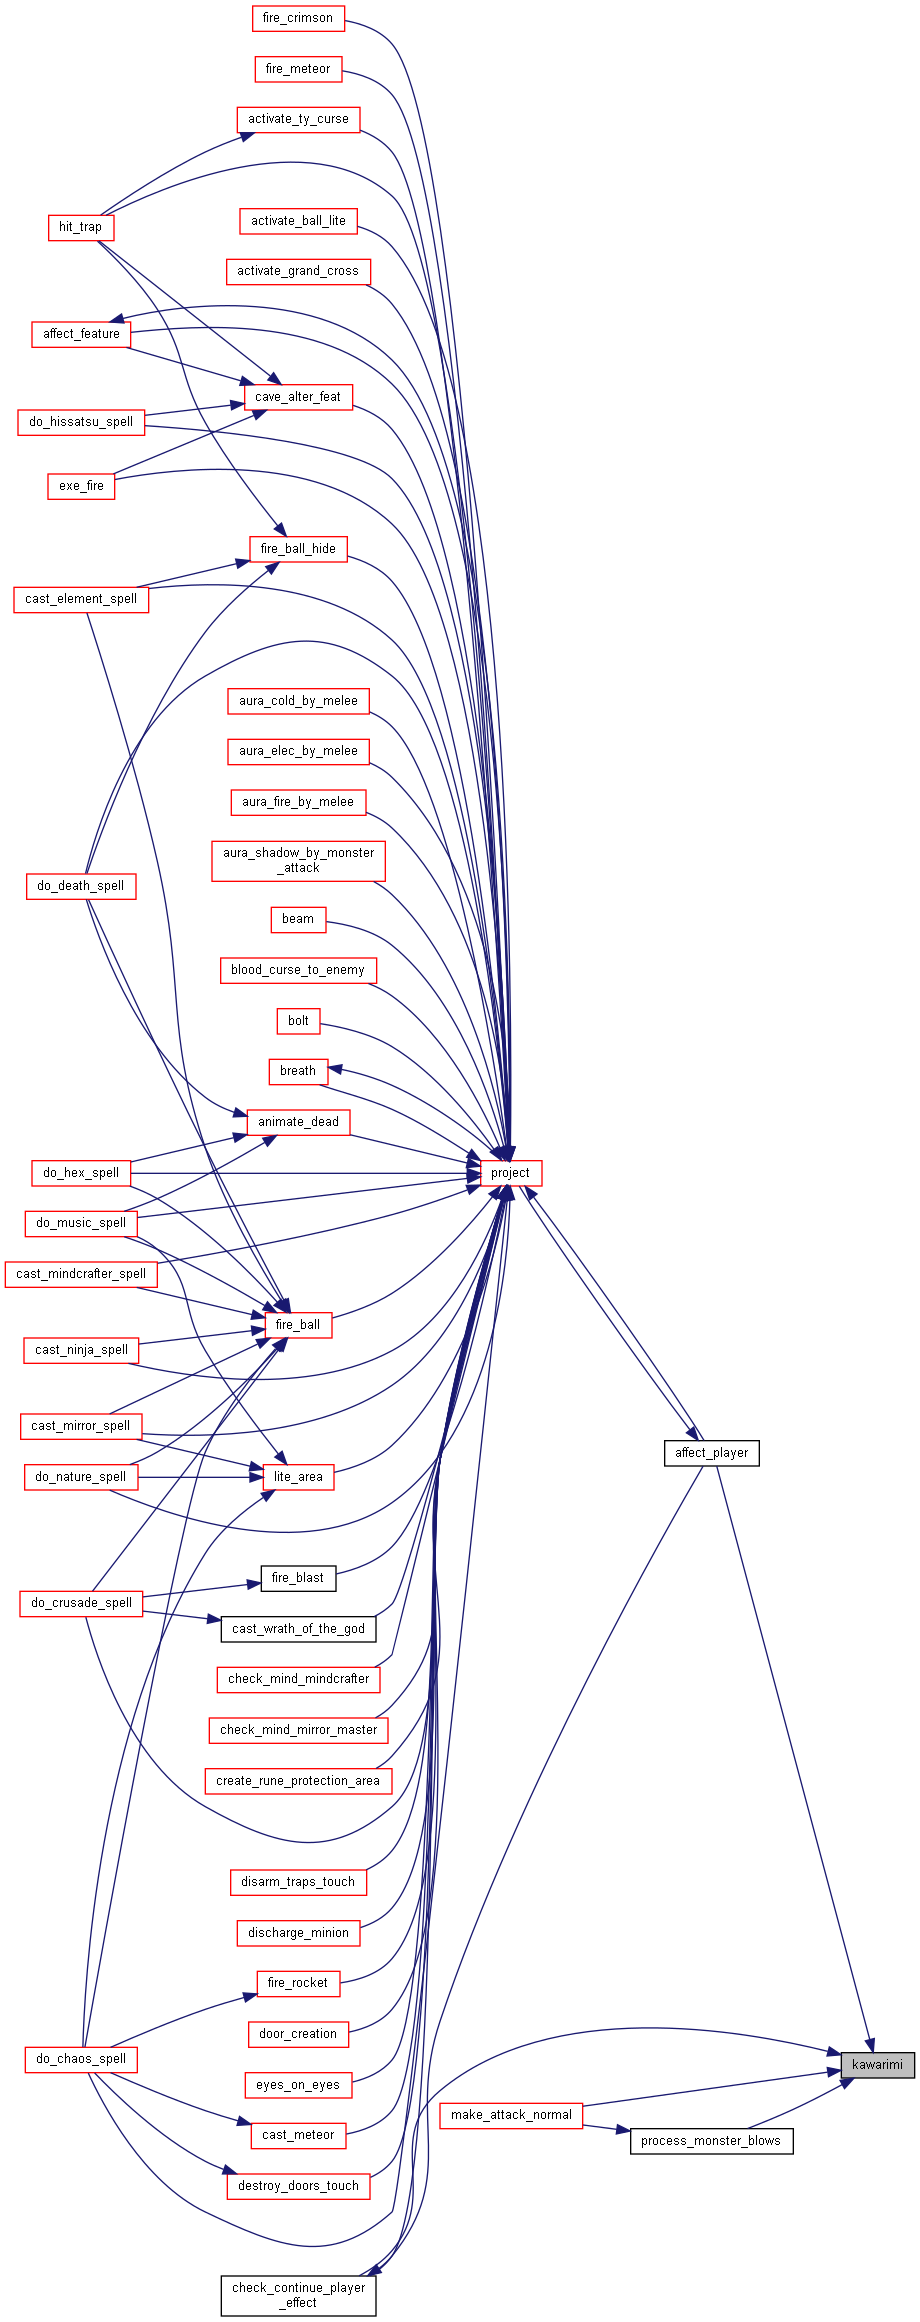 fire_crimson
fire_meteor
activate_ty_curse
hit_trap
activate_ball_lite
activate_grand_cross
affect_feature
cave_alter_feat
do_hissatsu_spell
exe_fire
fire_ball_hide
cast_element_spell
aura_cold_by_melee
aura_elec_by_melee
aura_fire_by_melee
aura_shadow_by_monster
_attack
do_death_spell
beam
blood_curse_to_enemy
bolt
breath
animate_dead
do_hex_spell
project
do_music_spell
cast_mindcrafter_spell
fire_ball
cast_ninja_spell
cast_mirror_spell
affect_player
do_nature_spell
lite_area
fire_blast
do_crusade_spell
cast_wrath_of_the_god
check_mind_mindcrafter
check_mind_mirror_master
create_rune_protection_area
disarm_traps_touch
discharge_minion
fire_rocket
door_creation
do_chaos_spell
kawarimi
eyes_on_eyes
make_attack_normal
cast_meteor
process_monster_blows
destroy_doors_touch
check_continue_player
_effect